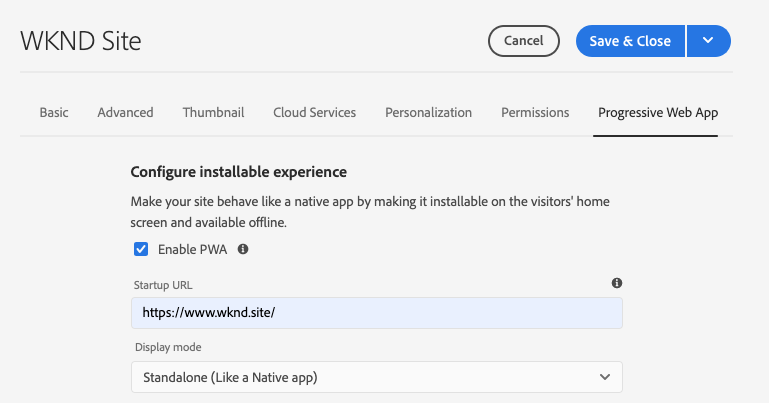 WKND Site
Cancel
Save & Close
Basic Advanced Thumbnail Cloud Services Personalization Permissions Progressive Web App
Configure installable experience
Make your site behave like a native app by making it installable on the visitors' home
screen and available offline.
Enable PWA
Startup URL
https://www.wknd.site/
Display mode
Standalone (Like a Native app)